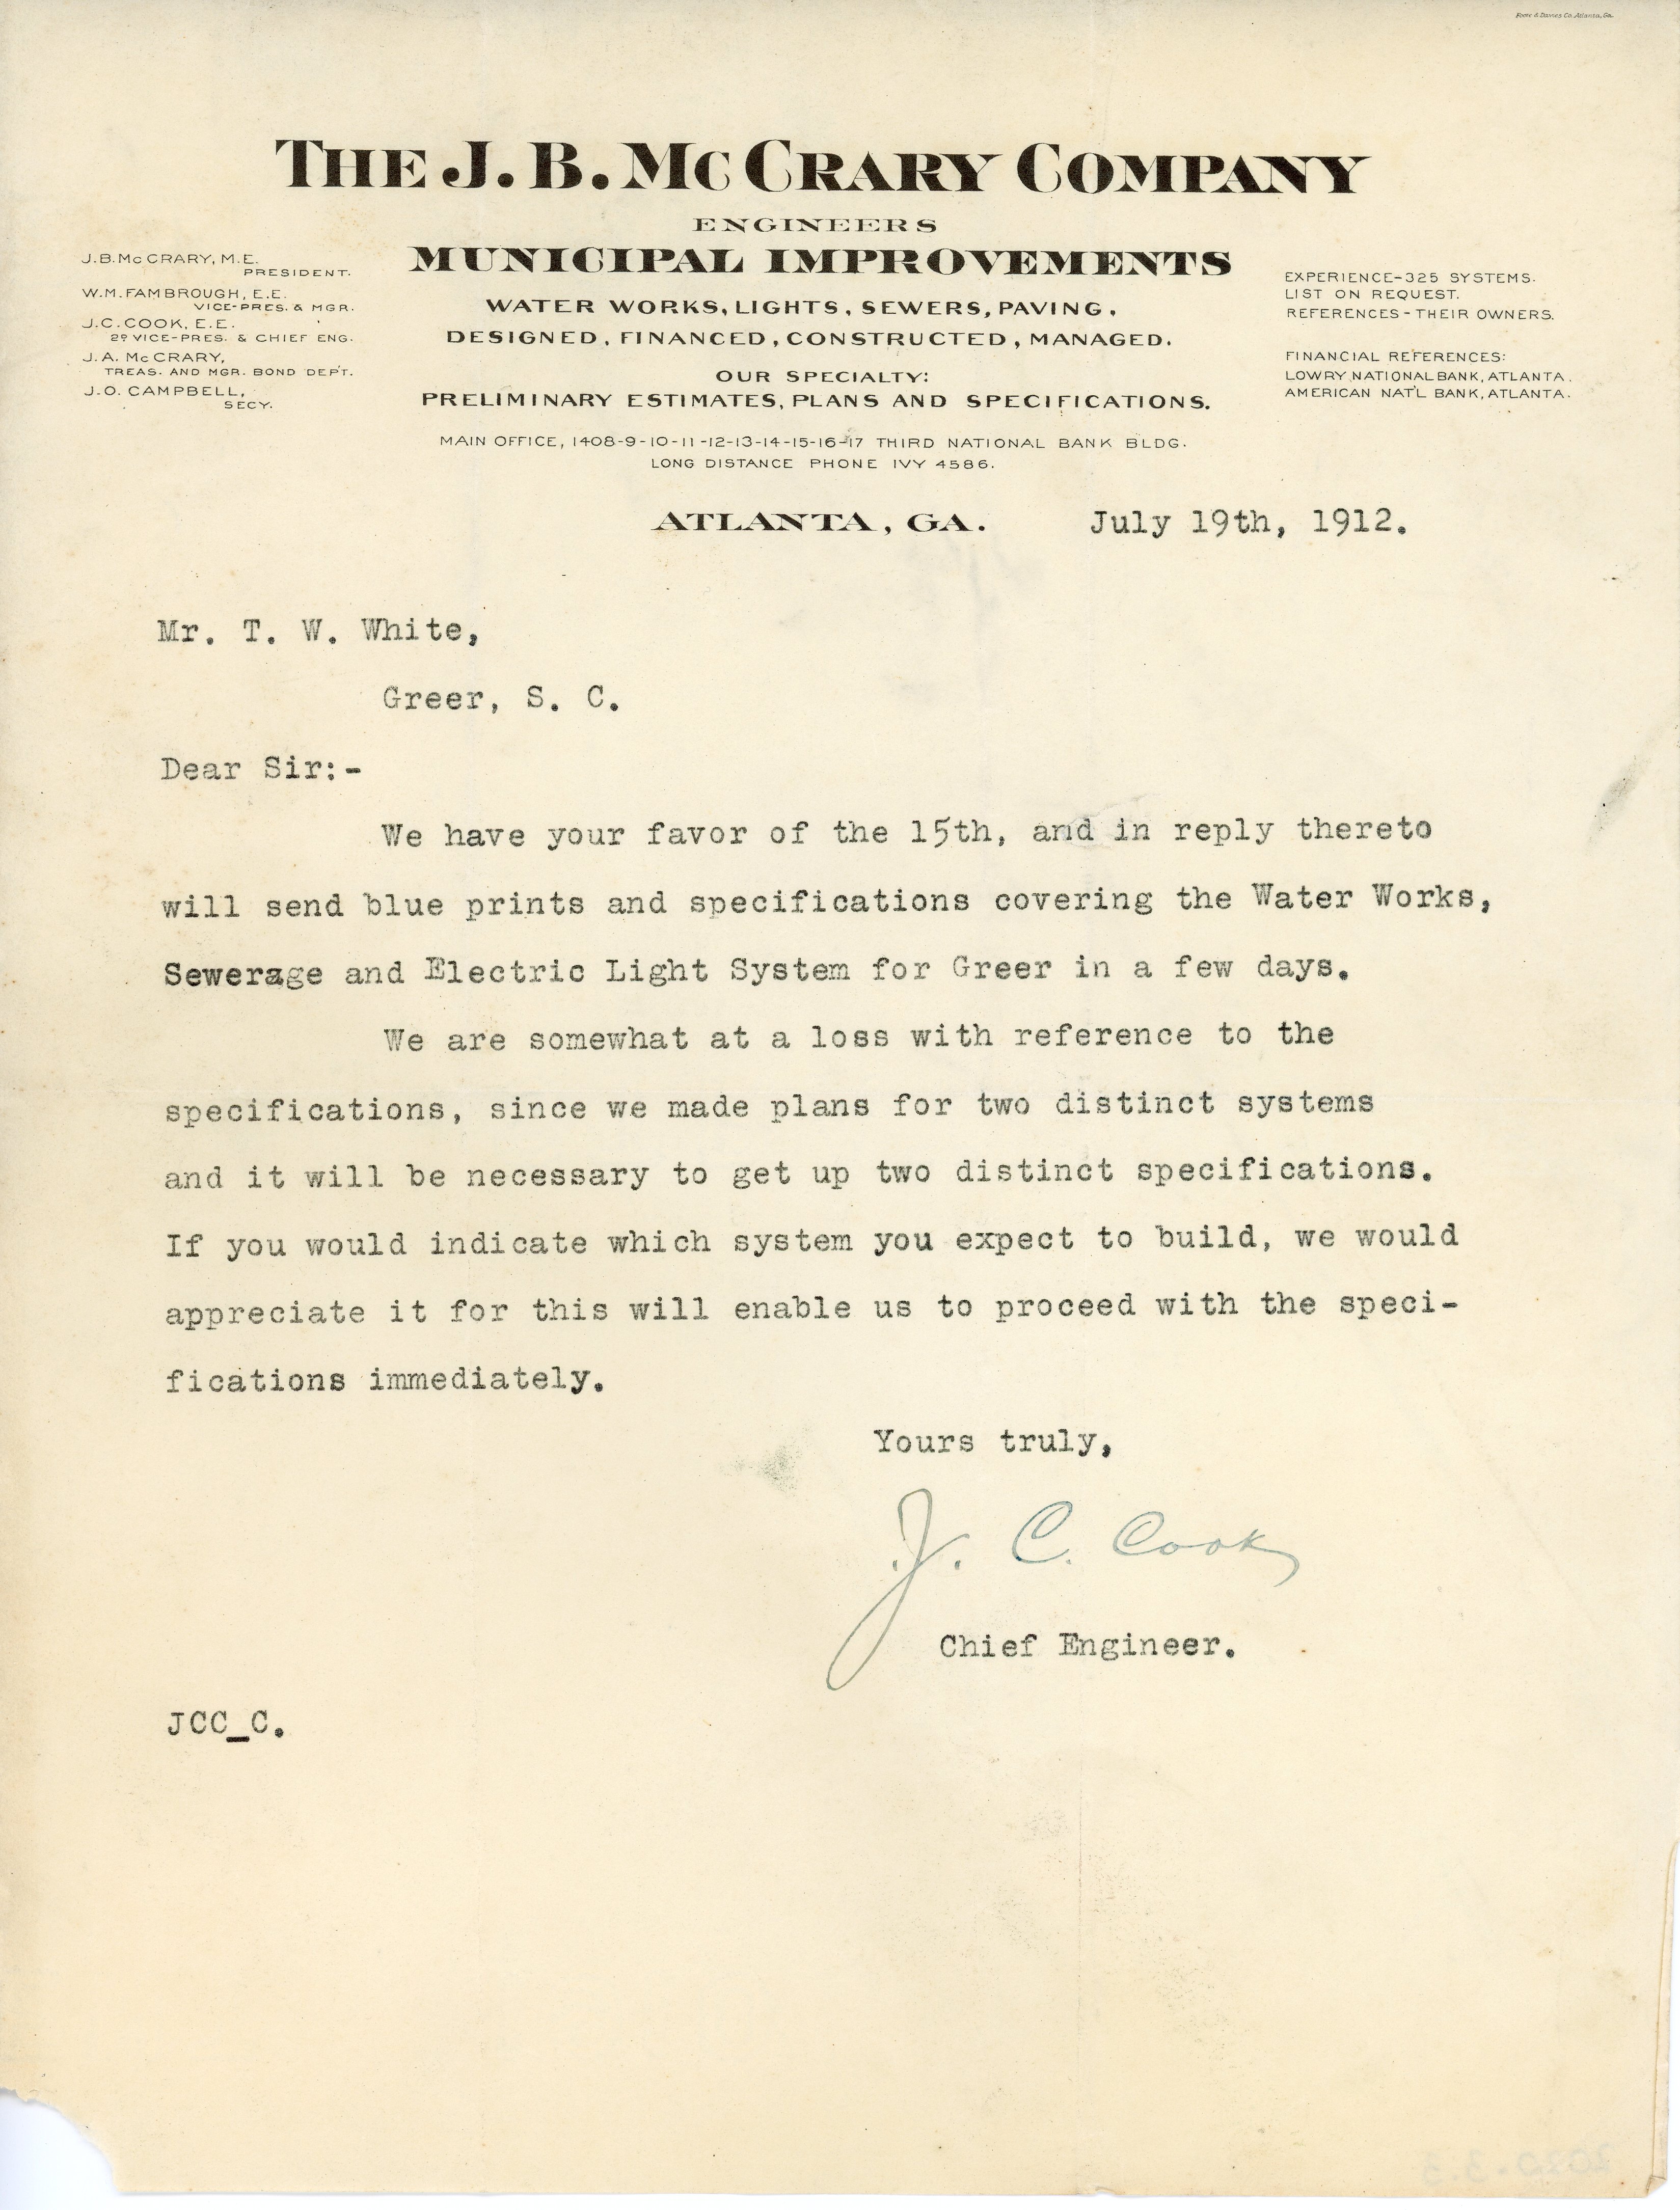 Foote & Davies Co. Atlanta, Ga.
THE J. B. McCRARY COMPANY
ENGINEERS
MUNICIPAL IMPROVEMENTS
WATER WORKS, LIGHTS, SEWERS, PAVING,
DESIGNED, FINANCED, CONSTRUCTED, MANAGED.
OUR SPECIALTY:
PRELIMINARY ESTIMATES, PLANS AND SPECIFICATIONS.
MAIN OFFICE, 1408-9-10-11-12-13-14-15-16-17 THIRD NATIONAL BANK BLDG.
LONG DISTANCE PHONE IVY 4586.
J.B. McCRARY, M.E.
PRESIDENT.
W.M. FAMBROUGH, E.E.
VICE-PRES. & MGR.
J.C. COOK, E.E.
2D VICE-PRES. & CHIEF ENG.
J.A. McCRARY,
TREAS. AND MGR. BOND DEP'T.
J.O. CAMPBELL,
SECY.
EXPERIENCE-325 SYSTEMS.
LIST ON REQUEST.
REFERENCES-THEIR OWNERS.
FINANCIAL REFERENCES:
LOWRY NATIONAL BANK, ATLANTA.
AMERICAN NAT'L BANK, ATLANTA.
ATLANTA, GA. July 19th, 1912.
Mr. T. W. White,
Greer, S. C.
Dear Sir:-
We have your favor of the 15th, and in reply thereto
will send blue prints and specifications covering the Water Works,
Sewerage and Electric Light System for Greer in a few days.
We are somewhat at a loss with reference to the
specifications, since we made plans for two distinct systems
and it will be necessary to get up two distinct specifications.
If you would indicate which system you expect to build, we would
appreciate it for this will enable us to proceed with the speci-
fications immediately.
Yours truly,
J. C. Cook
Chief Engineer.
JCC_C.
2020.3.3